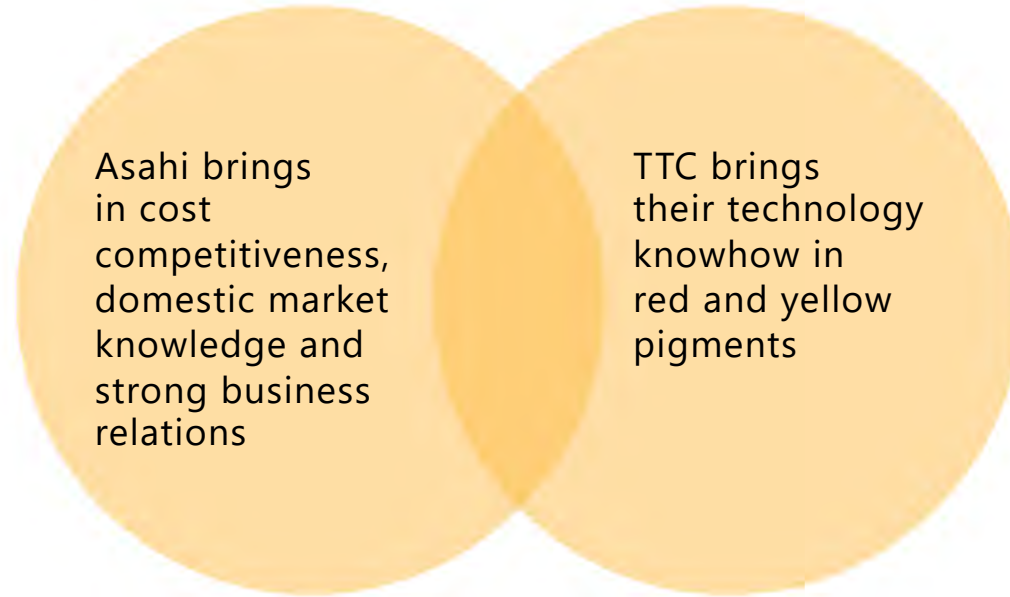 Asahi brings
in cost
competitiveness,
domestic market
knowledge and
strong business
relations
TTC brings
their technology
knowhow in
red and yellow
pigments